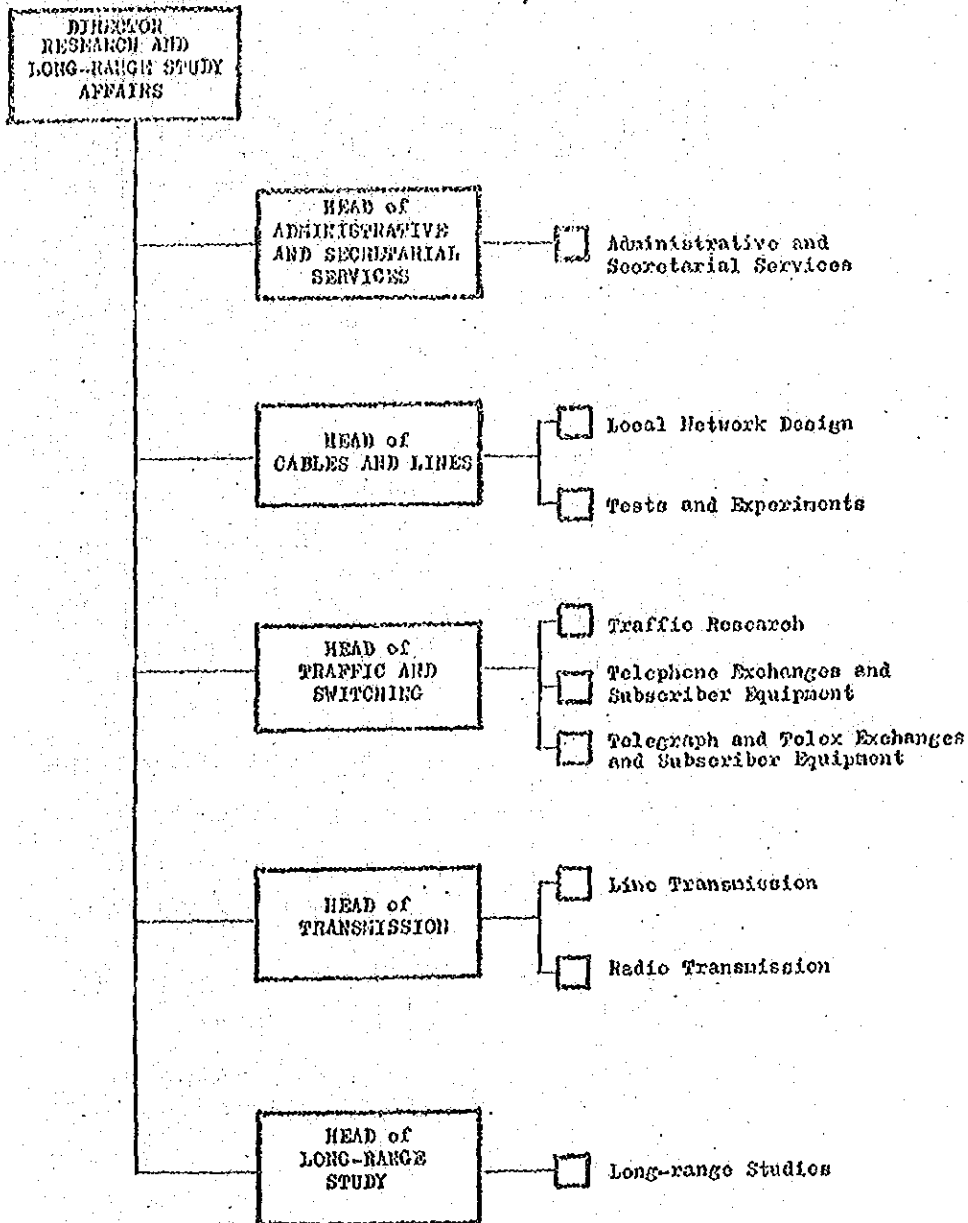 DIRECTOR
RESEARCH AND
LONG-RANGE STUDY
AFFAIRS
HEAD of
ADMINISTRATIVE
AND SECRETARIAL
SERVICES
Administrative and
Secretarial Services
HEAD of
CABLES AND LINES
Local Network Design
Tests and Experiments
HEAD of
TRAFFIC AND
SWITCHING
Traffic Research
Telephone Exchanges and
Subscriber Equipment
Telegraph and Telex Exchanges
and Subscriber Equipment
HEAD of
TRANSMISSION
Line Transmission
Radio Transmission
HEAD of
LONG-RANGE
STUDY
Long-range Studies